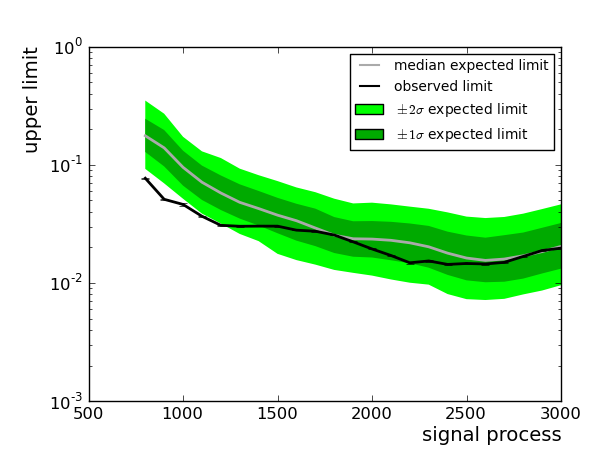 upper limit
10^0
10^-1
10^-2
10^-3
median expected limit
observed limit
±2σ expected limit
±1σ expected limit
500 1000 1500 2000 2500 3000
signal process